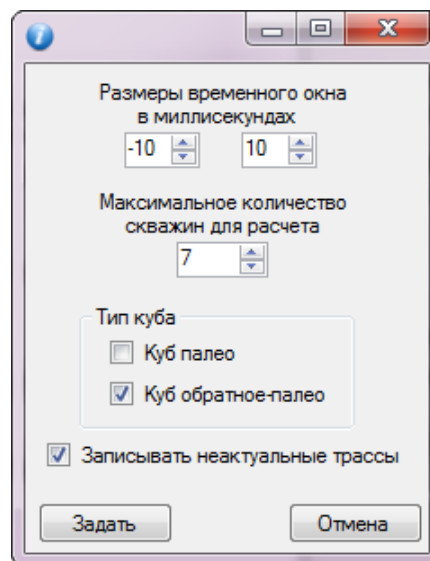 Размеры временного окна
в миллисекундах
-10 10
Максимальное количество
скважин для расчета
7
Тип куба
Куб палео
Куб обратное-палео
Записывать неактуальные трассы
Задать Отмена